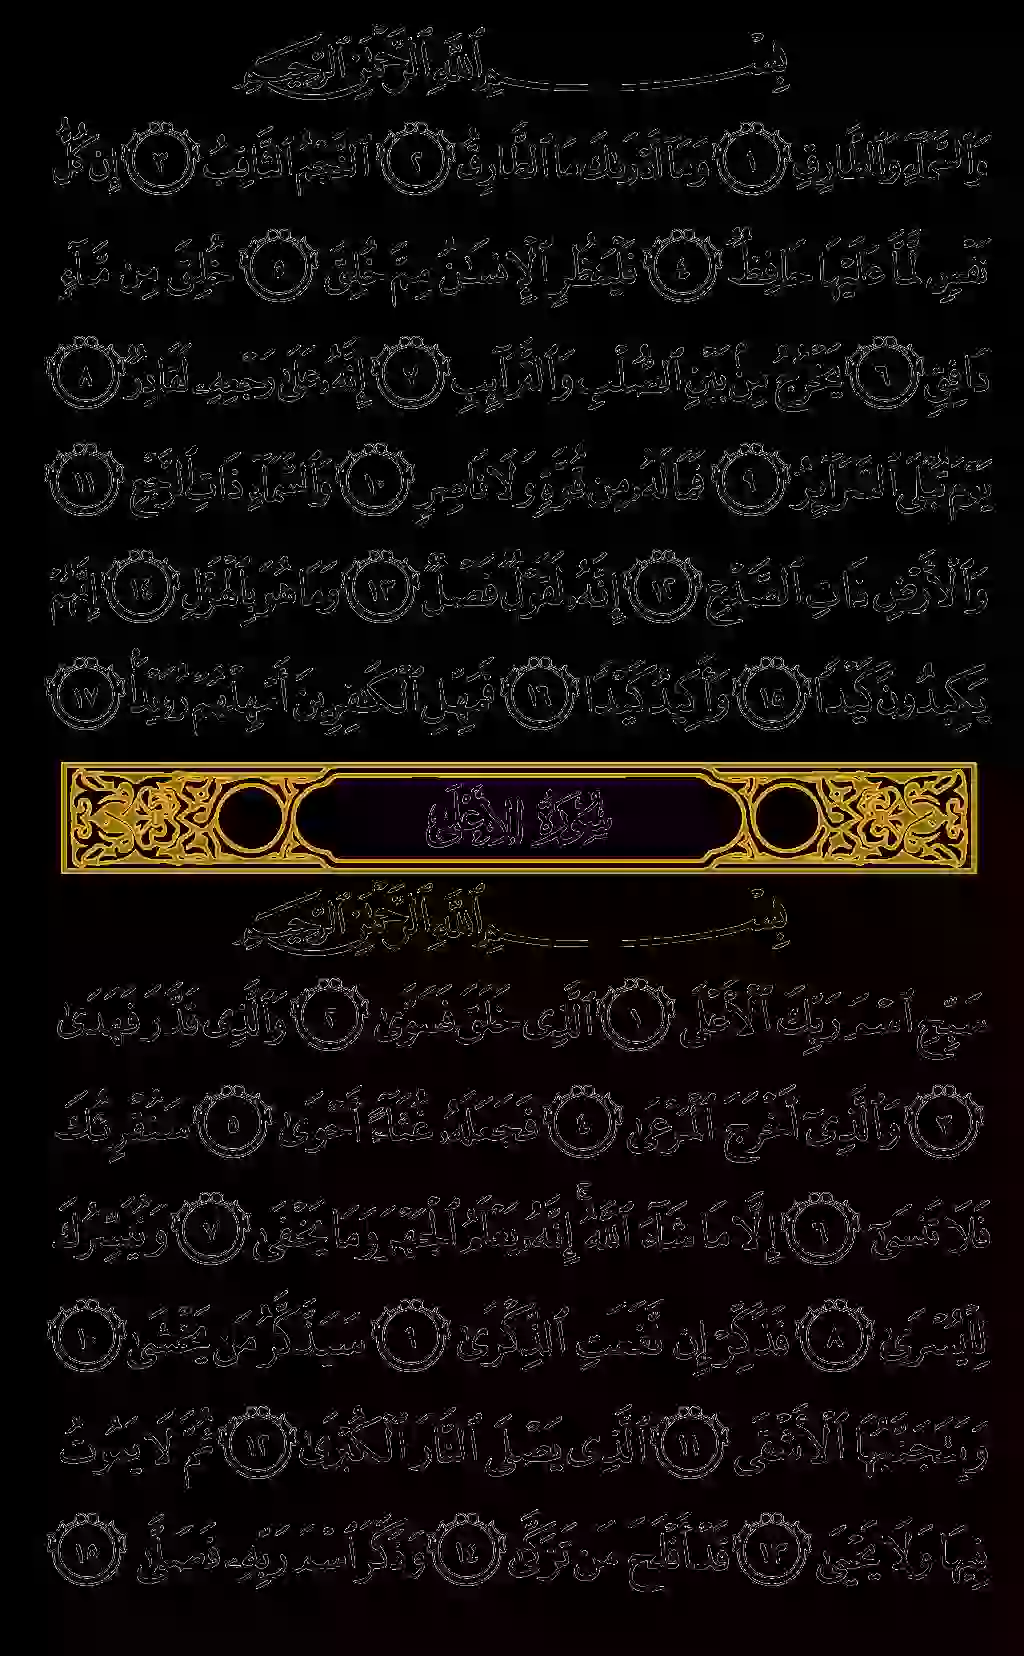 بِسْمِ ٱللَّهِ ٱلرَّحْمَٰنِ ٱلرَّحِيمِ
وَٱلسَّمَآءِ وَٱلطَّارِقِ ١ وَمَآ أَدْرَىٰكَ مَا ٱلطَّارِقُ ٢ ٱلنَّجْمُ ٱلثَّاقِبُ ٣ إِن كُلُّ
نَفْسٍ لَّمَّا عَلَيْهَا حَافِظٌ ٤ فَلْيَنظُرِ ٱلْإِنسَٰنُ مِمَّ خُلِقَ ٥ خُلِقَ مِن مَّآءٍ
دَافِقٍ ٦ يَخْرُجُ مِنۢ بَيْنِ ٱلصُّلْبِ وَٱلتَّرَآئِبِ ٧ إِنَّهُۥ عَلَىٰ رَجْعِهِۦ لَقَادِرٌ ٨
يَوْمَ تُبْلَى ٱلسَّرَآئِرُ ٩ فَمَا لَهُۥ مِن قُوَّةٍ وَلَا نَاصِرٍ ١٠ وَٱلسَّمَآءِ ذَاتِ ٱلرَّجْعِ ١١
وَٱلْأَرْضِ ذَاتِ ٱلصَّدْعِ ١٢ إِنَّهُۥ لَقَوْلٌ فَصْلٌ ١٣ وَمَا هُوَ بِٱلْهَزْلِ ١٤ إِنَّهُمْ
يَكِيدُونَ كَيْدًا ١٥ وَأَكِيدُ كَيْدًا ١٦ فَمَهِّلِ ٱلْكَٰفِرِينَ أَمْهِلْهُمْ رُوَيْدًۢا ١٧
سُورَةُ الأَعْلَىٰ
بِسْمِ ٱللَّهِ ٱلرَّحْمَٰنِ ٱلرَّحِيمِ
سَبِّحِ ٱسْمَ رَبِّكَ ٱلْأَعْلَى ١ ٱلَّذِى خَلَقَ فَسَوَّىٰ ٢ وَٱلَّذِى قَدَّرَ فَهَدَىٰ
٣ وَٱلَّذِىٓ أَخْرَجَ ٱلْمَرْعَىٰ ٤ فَجَعَلَهُۥ غُثَآءً أَحْوَىٰ ٥ سَنُقْرِئُكَ
فَلَا تَنسَىٰٓ ٦ إِلَّا مَا شَآءَ ٱللَّهُ ۚ إِنَّهُۥ يَعْلَمُ ٱلْجَهْرَ وَمَا يَخْفَىٰ ٧ وَنُيَسِّرُكَ
لِلْيُسْرَىٰ ٨ فَذَكِّرْ إِن نَّفَعَتِ ٱلذِّكْرَىٰ ٩ سَيَذَّكَّرُ مَن يَخْشَىٰ ١٠
وَيَتَجَنَّبُهَا ٱلْأَشْقَى ١١ ٱلَّذِى يَصْلَى ٱلنَّارَ ٱلْكُبْرَىٰ ١٢ ثُمَّ لَا يَمُوتُ
فِيهَا وَلَا يَحْيَىٰ ١٣ قَدْ أَفْلَحَ مَن تَزَكَّىٰ ١٤ وَذَكَرَ ٱسْمَ رَبِّهِۦ فَصَلَّىٰ ١٥